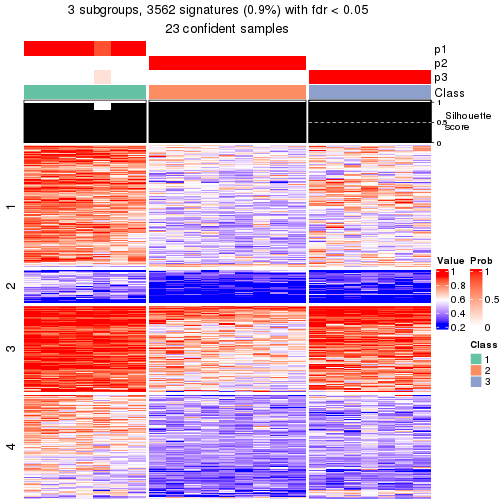 3 subgroups, 3562 signatures (0.9%) with fdr < 0.05
23 confident samples
p1
p2
p3
Class
1
0.5
0
Silhouette
score
1
2
3
4
Value
1
0.8
0.6
0.4
0.2
Prob
1
0.5
0
Class
1
2
3